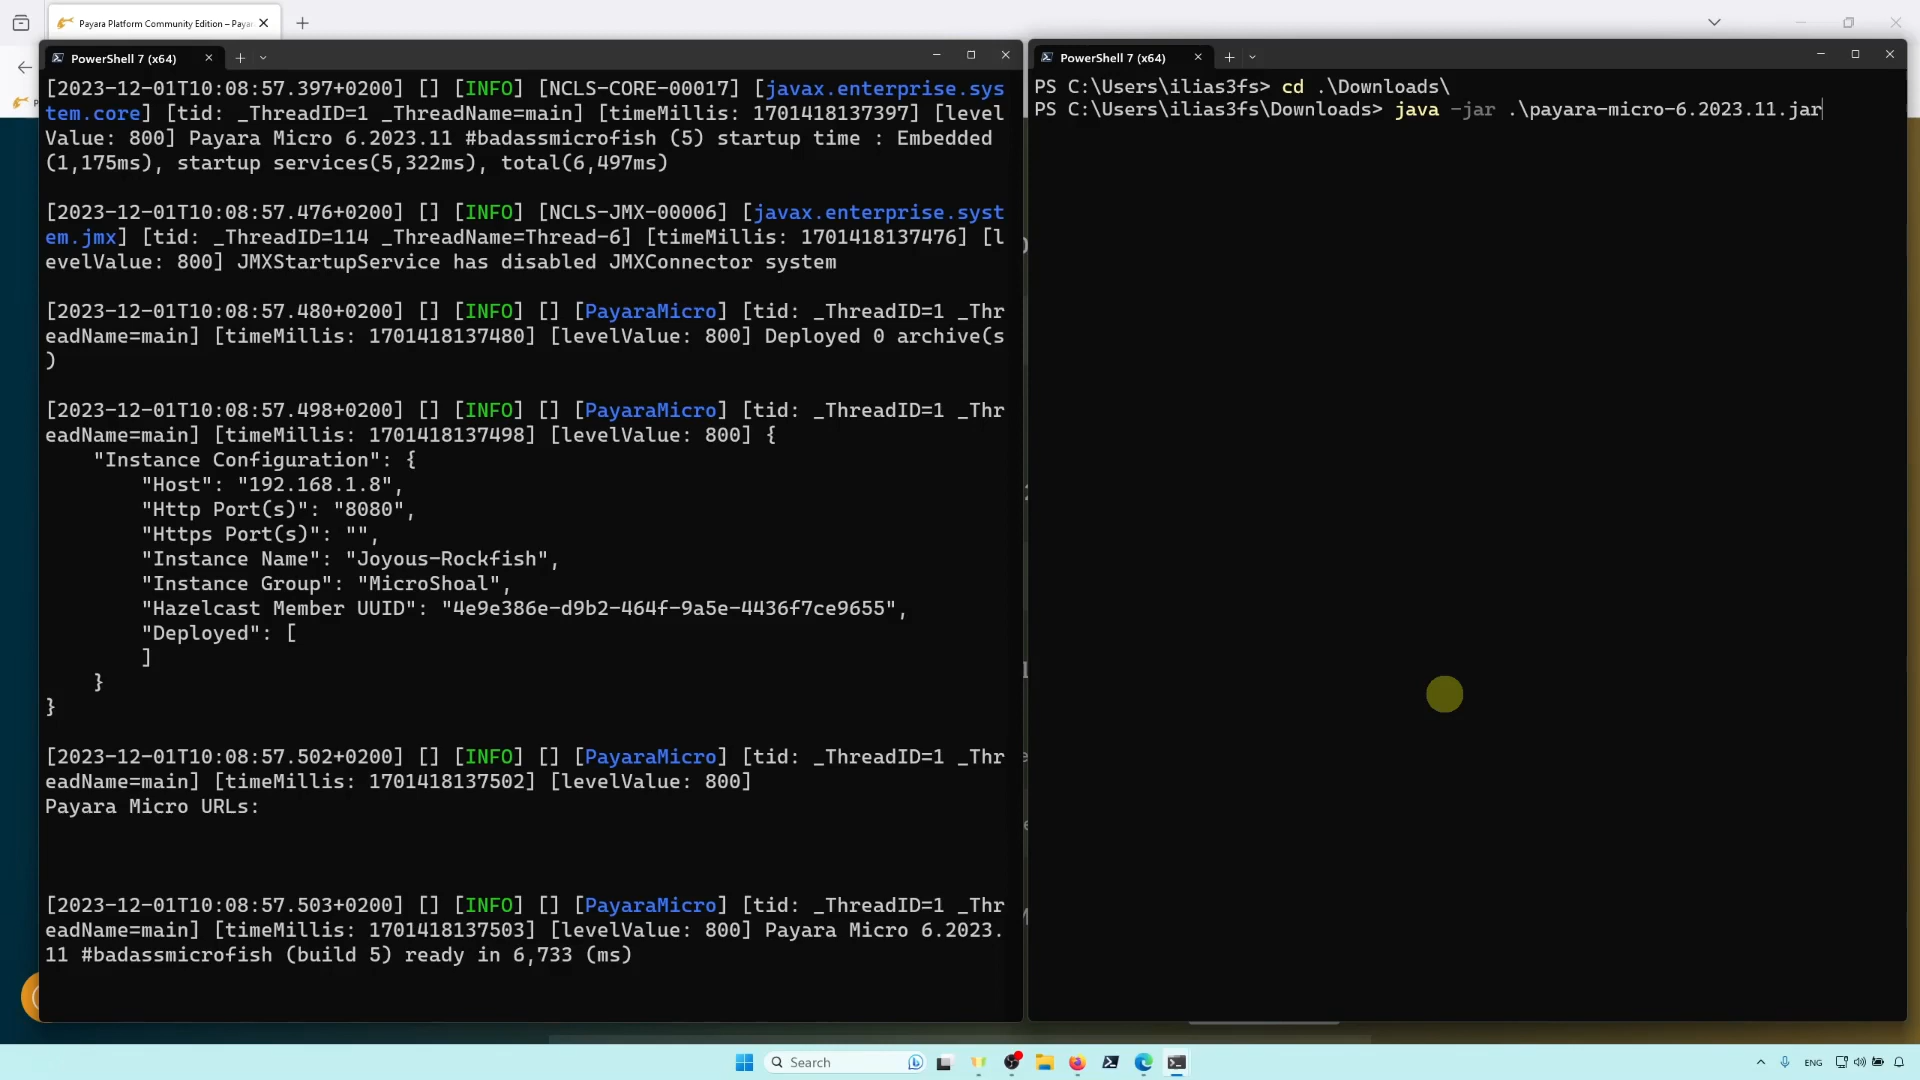 Payara Platform Community Edition – Paya
PowerShell 7 (x64)
[2023-12-01T10:08:57.397+0200] [] [INFO] [NCLS-CORE-00017] [javax.enterprise.sys
tem.core] [tid: _ThreadID=1 _ThreadName=main] [timeMillis: 1701418137397] [level
Value: 800] Payara Micro 6.2023.11 #badassmicrofish (5) startup time : Embedded
(1,175ms), startup services(5,322ms), total(6,497ms)
[2023-12-01T10:08:57.476+0200] [] [INFO] [NCLS-JMX-00006] [javax.enterprise.syst
em.jmx] [tid: _ThreadID=114 _ThreadName=Thread-6] [timeMillis: 1701418137476] [l
evelValue: 800] JMXStartupService has disabled JMXConnector system
[2023-12-01T10:08:57.480+0200] [] [INFO] [] [PayaraMicro] [tid: _ThreadID=1 _Thr
eadName=main] [timeMillis: 1701418137480] [levelValue: 800] Deployed 0 archive(s
)
[2023-12-01T10:08:57.498+0200] [] [INFO] [] [PayaraMicro] [tid: _ThreadID=1 _Thr
eadName=main] [timeMillis: 1701418137498] [levelValue: 800] {
"Instance Configuration": {
"Host": "192.168.1.8",
"Http Port(s)": "8080",
"Https Port(s)": "",
"Instance Name": "Joyous-Rockfish",
"Instance Group": "MicroShoal",
"Hazelcast Member UUID": "4e9e386e-d9b2-464f-9a5e-4436f7ce9655",
"Deployed": [
]
}
}
[2023-12-01T10:08:57.502+0200] [] [INFO] [] [PayaraMicro] [tid: _ThreadID=1 _Thr
eadName=main] [timeMillis: 1701418137502] [levelValue: 800]
Payara Micro URLs:
[2023-12-01T10:08:57.503+0200] [] [INFO] [] [PayaraMicro] [tid: _ThreadID=1 _Thr
eadName=main] [timeMillis: 1701418137503] [levelValue: 800] Payara Micro 6.2023.
11 #badassmicrofish (build 5) ready in 6,733 (ms)
PowerShell 7 (x64)
PS C:\Users\ilias3fs> cd .\Downloads\
PS C:\Users\ilias3fs\Downloads> java -jar .\payara-micro-6.2023.11.jar
Search
ENG